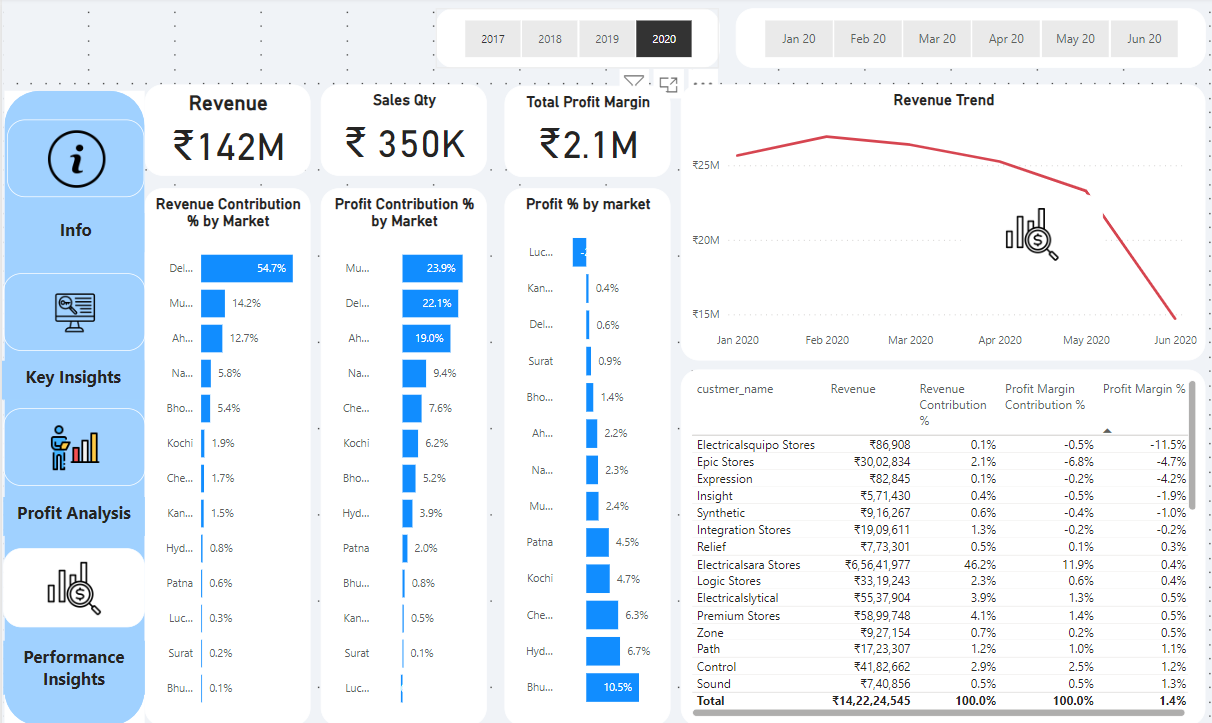 2017 2018 2019 2020
Jan 20 Feb 20 Mar 20 Apr 20 May 20 Jun 20
Info
Key Insights
Profit Analysis
Performance
Insights
Revenue
₹142M
Sales Qty
₹ 350K
Total Profit Margin
₹2.1M
Revenue Contribution
% by Market
Del... 54.7%
Mu... 14.2%
Ah... 12.7%
Na... 5.8%
Bho... 5.4%
Kochi 1.9%
Che... 1.7%
Kan... 1.5%
Hyd... 0.8%
Patna 0.6%
Luc... 0.3%
Surat 0.2%
Bhu... 0.1%
Profit Contribution %
by Market
Mu... 23.9%
Del... 22.1%
Ah... 19.0%
Na... 9.4%
Che... 7.6%
Kochi 6.2%
Bho... 5.2%
Hyd... 3.9%
Patna 2.0%
Bhu... 0.8%
Kan... 0.5%
Surat 0.1%
Luc...
Profit % by market
Luc...
Kan... 0.4%
Del... 0.6%
Surat 0.9%
Bho... 1.4%
Ah... 2.2%
Na... 2.3%
Mu... 2.4%
Patna 4.5%
Kochi 4.7%
Che... 6.3%
Hyd... 6.7%
Bhu... 10.5%
Revenue Trend
₹25M
₹20M
₹15M
Jan 2020 Feb 2020 Mar 2020 Apr 2020 May 2020 Jun 2020
custmer_name Revenue Revenue Contribution % Profit Margin Contribution % Profit Margin %
Electricalsquipo Stores ₹86,908 0.1% -0.5% -11.5%
Epic Stores ₹30,02,834 2.1% -6.8% -4.7%
Expression ₹82,845 0.1% -0.2% -4.2%
Insight ₹5,71,430 0.4% -0.5% -1.9%
Synthetic ₹9,16,267 0.6% -0.4% -1.0%
Integration Stores ₹19,09,611 1.3% -0.2% -0.2%
Relief ₹7,73,301 0.5% 0.1% 0.3%
Electricalsara Stores ₹6,56,41,977 46.2% 11.9% 0.4%
Logic Stores ₹33,19,243 2.3% 0.6% 0.4%
Electricalslytical ₹55,37,904 3.9% 1.3% 0.5%
Premium Stores ₹58,99,748 4.1% 1.4% 0.5%
Zone ₹9,27,154 0.7% 0.2% 0.5%
Path ₹17,23,307 1.2% 1.0% 1.1%
Control ₹41,82,662 2.9% 2.5% 1.2%
Sound ₹7,40,856 0.5% 0.5% 1.3%
Total ₹14,22,24,545 100.0% 100.0% 1.4%